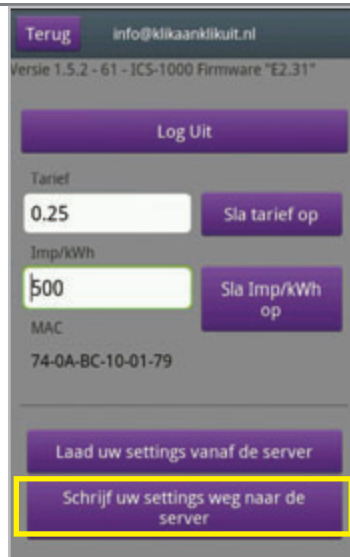 Terug info@klikaanklikuit.nl
Versie 1.5.2 - 61 - ICS-1000 Firmware "E2.31"
Log Uit
Tarief
0.25 Sla tarief op
Imp/kWh
500 Sla Imp/kWh
op
MAC
74-0A-BC-10-01-79
Laad uw settings vanaf de server
Schrijf uw settings weg naar de
server